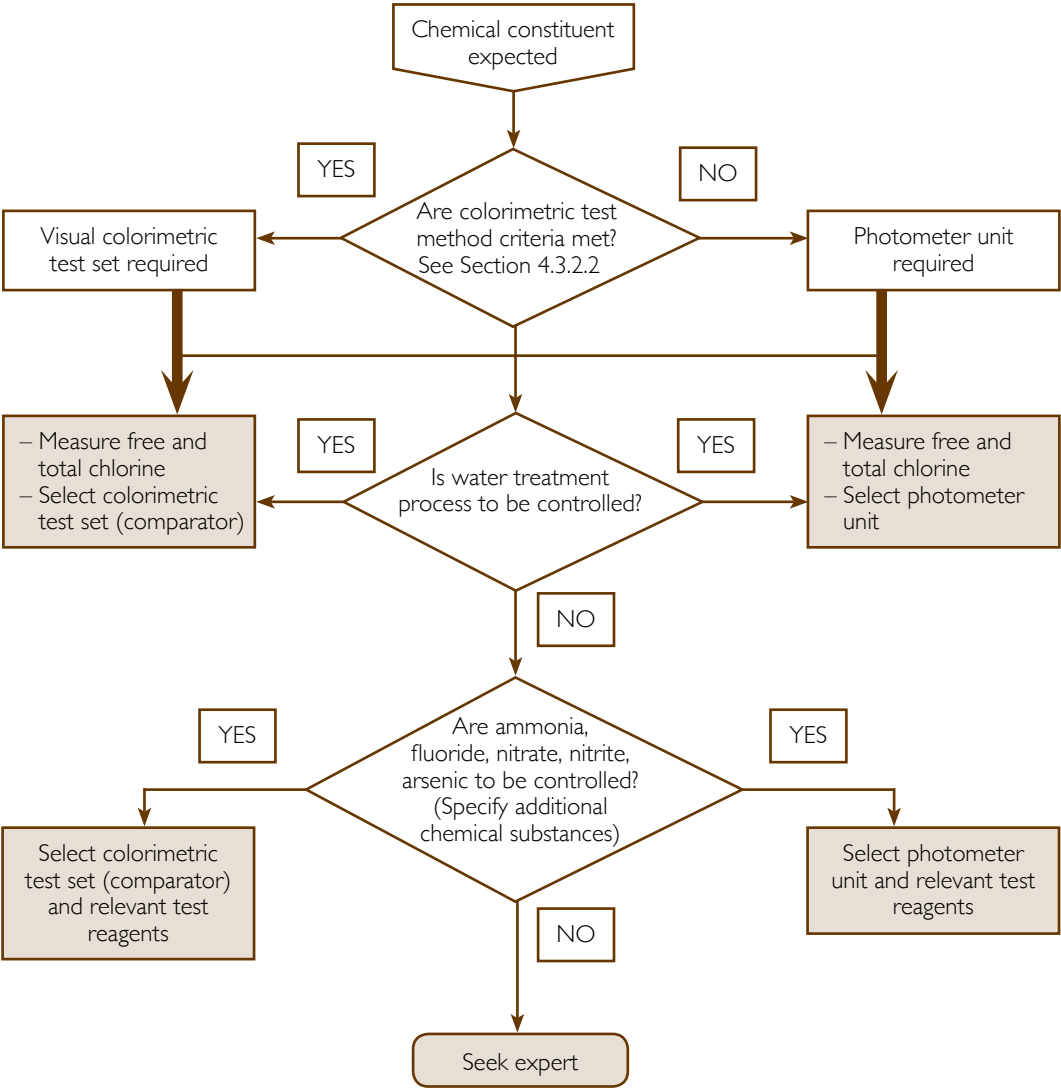 Chemical constituent
expected
YES
NO
Are colorimetric test
method criteria met?
See Section 4.3.2.2
Visual colorimetric
test set required
Photometer unit
required
– Measure free and
total chlorine
– Select colorimetric
test set (comparator)
YES
Is water treatment
process to be controlled?
YES
– Measure free and
total chlorine
– Select photometer
unit
NO
YES
Are ammonia,
fluoride, nitrate, nitrite,
arsenic to be controlled?
(Specify additional
chemical substances)
YES
Select colorimetric
test set (comparator)
and relevant test
reagents
Select photometer
unit and relevant test
reagents
NO
Seek expert